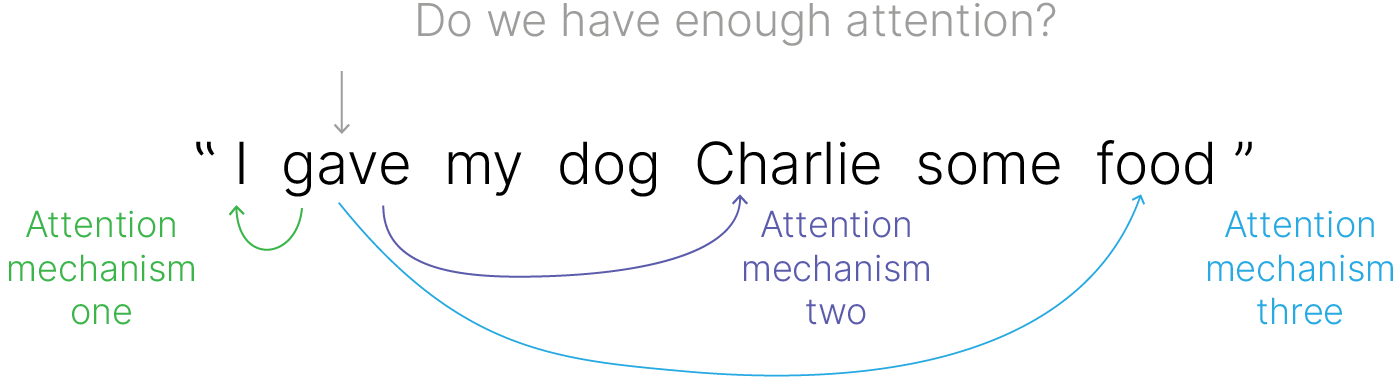 Do we have enough attention?
“ I gave my dog Charlie some food ”
Attention
mechanism
one
Attention
mechanism
two
Attention
mechanism
three